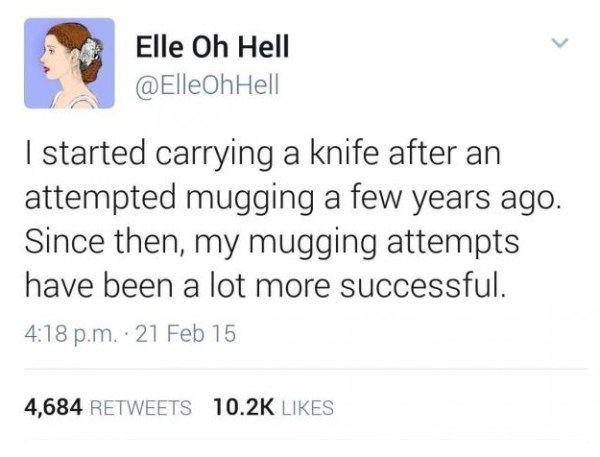 Elle Oh Hell
@ElleOhHell
I started carrying a knife after an
attempted mugging a few years ago.
Since then, my mugging attempts
have been a lot more successful.
4:18 p.m. · 21 Feb 15
4,684 RETWEETS 10.2K LIKES